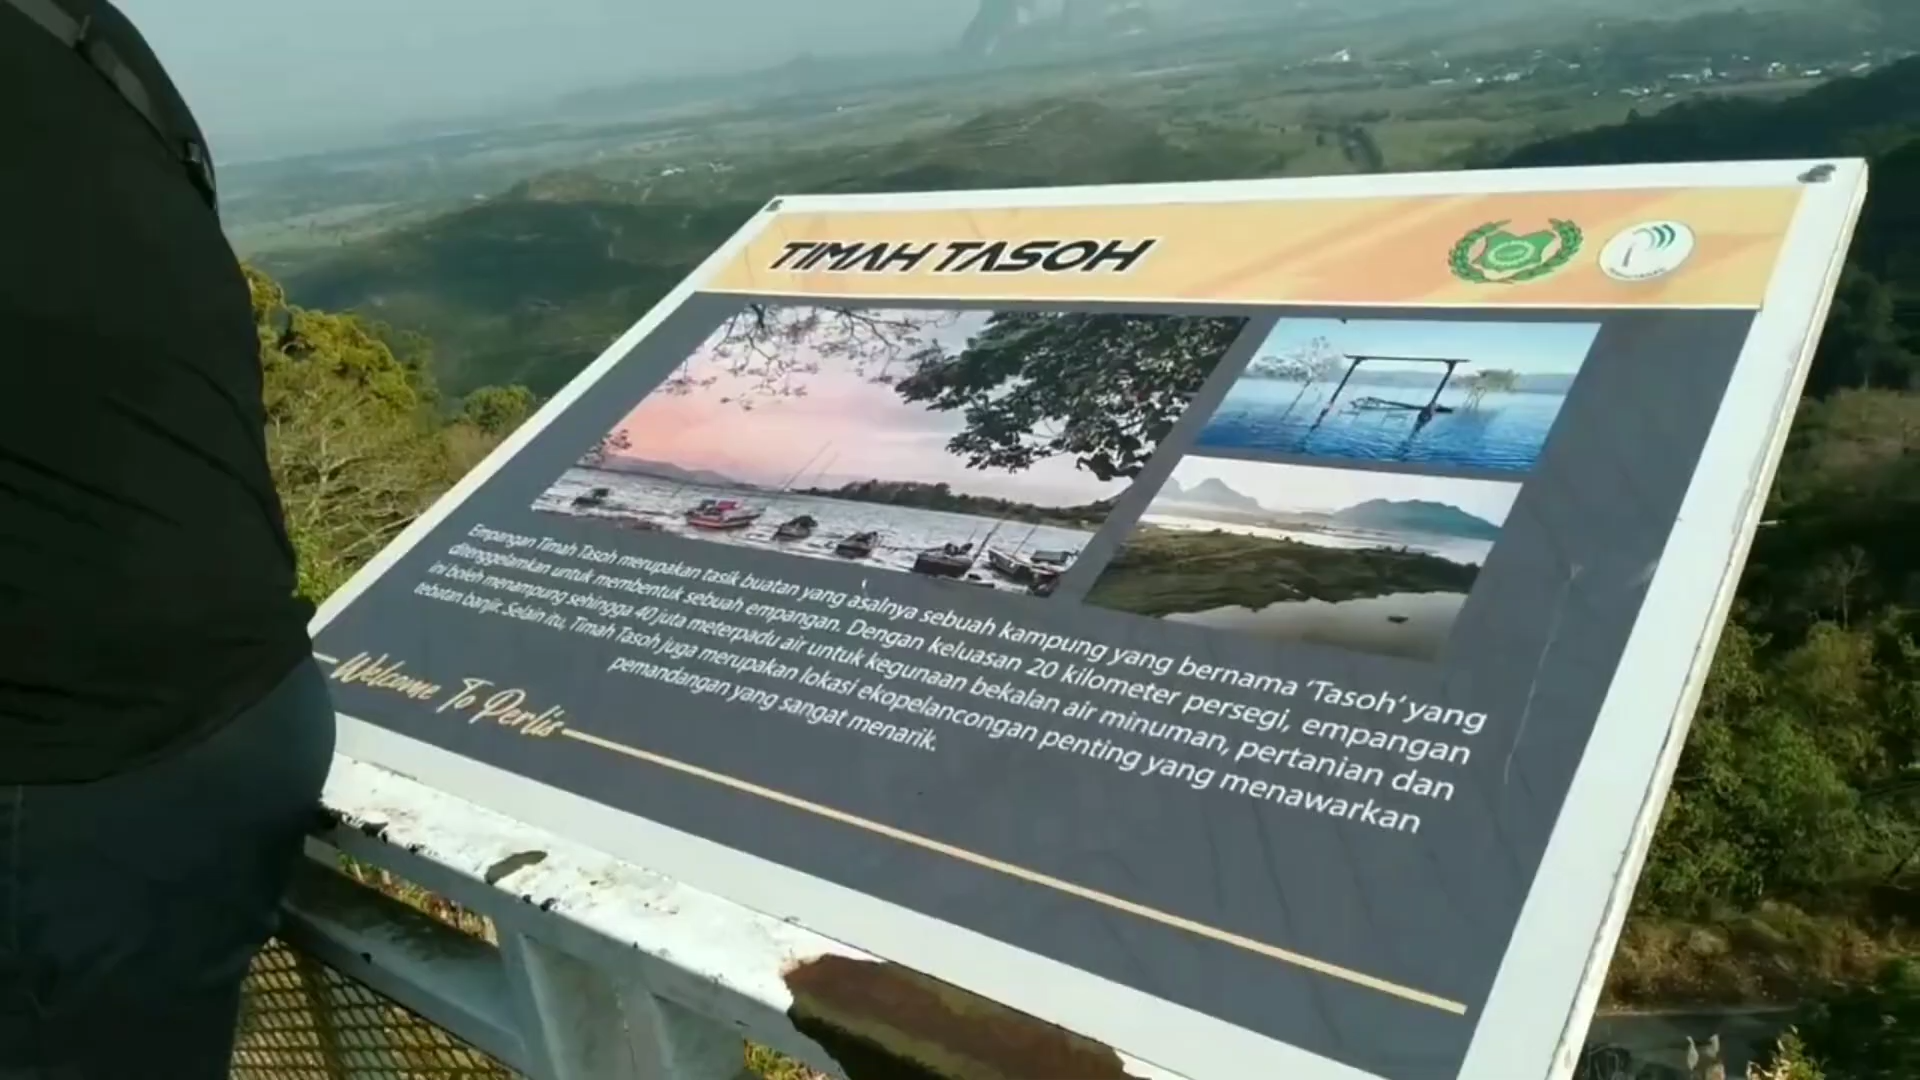 TIMAH TASOH
Empangan Timah Tasoh merupakan tasik buatan yang asalnya sebuah kampung yang bernama 'Tasoh' yang
ditenggelamkan untuk membentuk sebuah empangan. Dengan keluasan 20 kilometer persegi, empangan
ini boleh menampung sehingga 40 juta meterpadu air untuk kegunaan bekalan air minuman, pertanian dan
tebatan banjir. Selain itu, Timah Tasoh juga merupakan lokasi ekopelancongan penting yang menawarkan
pemandangan yang sangat menarik.
Welcome To Perlis